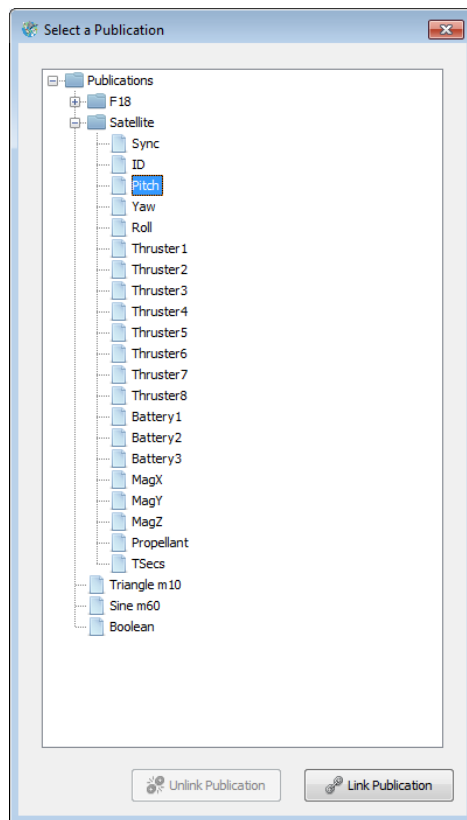 Select a Publication
Publications
F18
Satellite
Sync
ID
Pitch
Yaw
Roll
Thruster1
Thruster2
Thruster3
Thruster4
Thruster5
Thruster6
Thruster7
Thruster8
Battery1
Battery2
Battery3
MagX
MagY
MagZ
Propellant
TSecs
Triangle m10
Sine m60
Boolean
Unlink Publication
Link Publication